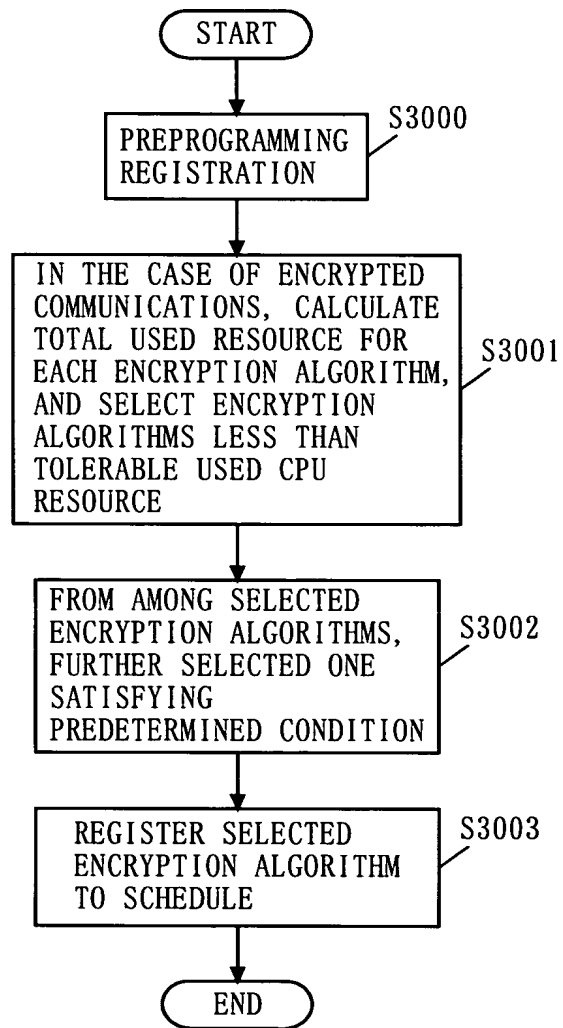 START
S3000
PREPROGRAMMING
REGISTRATION
IN THE CASE OF ENCRYPTED
COMMUNICATIONS, CALCULATE
TOTAL USED RESOURCE FOR
EACH ENCRYPTION ALGORITHM,
AND SELECT ENCRYPTION
ALGORITHMS LESS THAN
TOLERABLE USED CPU
RESOURCE
S3001
FROM AMONG SELECTED
ENCRYPTION ALGORITHMS,
FURTHER SELECTED ONE
SATISFYING
PREDETERMINED CONDITION
S3002
REGISTER SELECTED
ENCRYPTION ALGORITHM
TO SCHEDULE
S3003
END